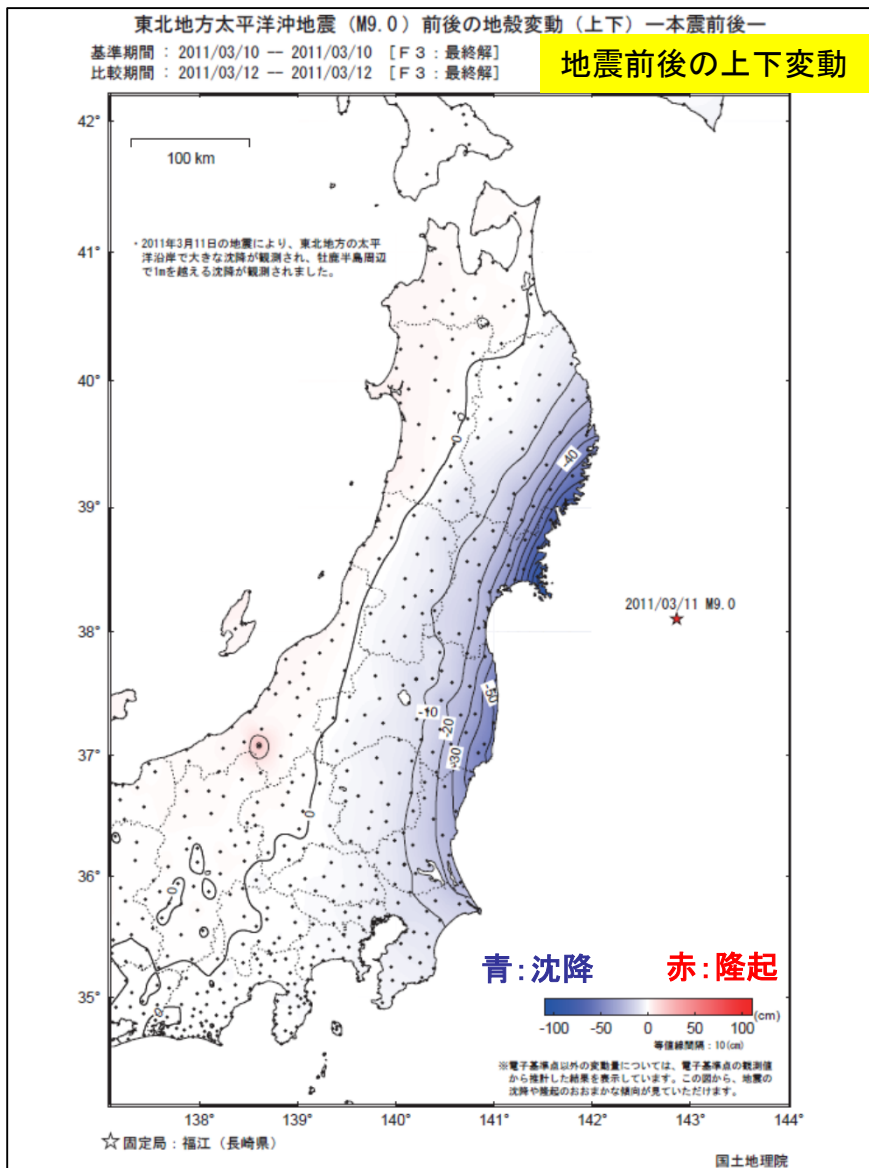 東北地方太平洋沖地震（M9.0）前後の地殻変動（上下）―本震前後―
基準期間：2011/03/10 -- 2011/03/10 ［F3：最終解］
比較期間：2011/03/12 -- 2011/03/12 ［F3：最終解］
地震前後の上下変動
42°
100 km
・2011年3月11日の地震により、東北地方の太平
洋沿岸で大きな沈降が観測され、牡鹿半島周辺
で1mを越える沈降が観測されました。
41°
40°
0
-40
39°
2011/03/11 M9.0
38°
-50
-10
-20
-30
37°
0
36°
0
青：沈降 赤：隆起
35°
0
-100 -50 0 50 100 (cm)
等値線間隔：10(cm)
※電子基準点以外の変動量については、電子基準点の観測値
から推計した結果を表示しています。この図から、地震の
沈降や隆起のおおまかな傾向が見ていただけます。
138° 139° 140° 141° 142° 143° 144°
☆固定局：福江（長崎県）
国土地理院